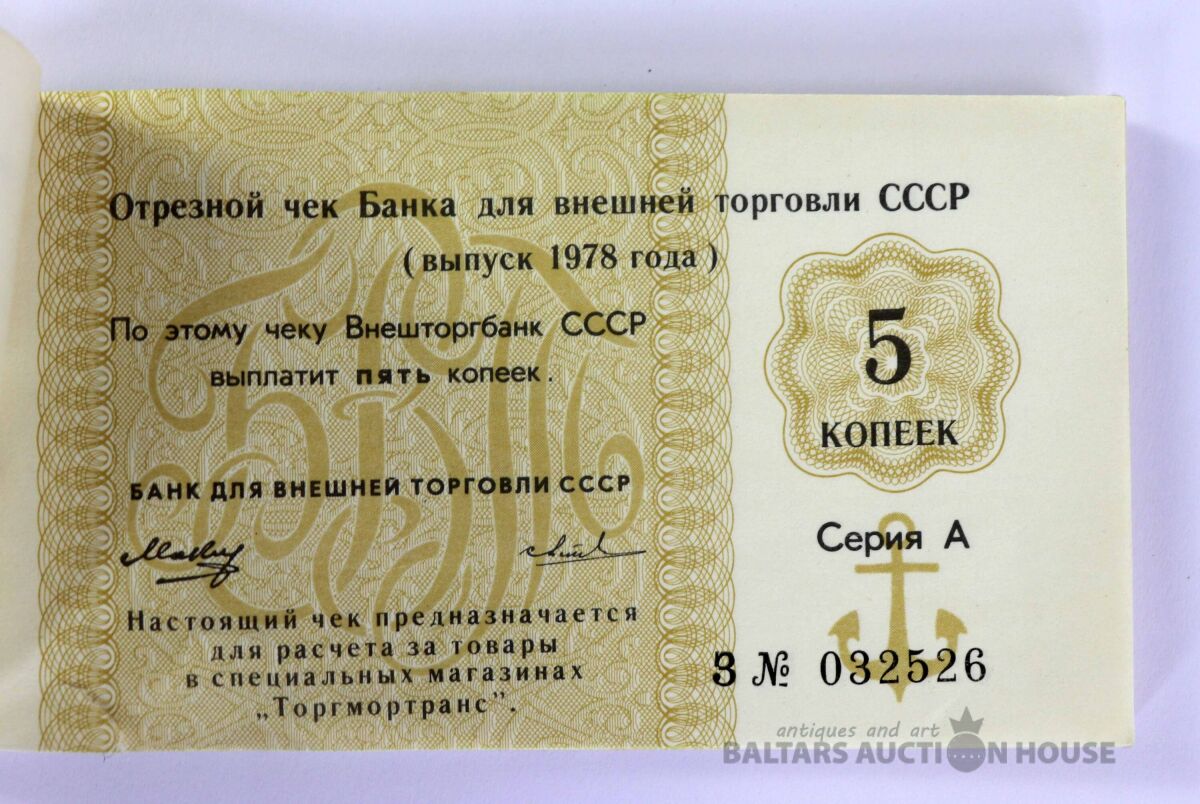 Отрезной чек Банка для внешней торговли СССР
(выпуск 1978 года)
По этому чеку Внешторгбанк СССР
выплатит пять копеек.
5
КОПЕЕК
БАНК ДЛЯ ВНЕШНЕЙ ТОРГОВЛИ СССР
Серия А
Настоящий чек предназначается
для расчета за товары
в специальных магазинах
„Торгмортранс”.
З № 032526
antiques and art
BALTARS AUCTION HOUSE